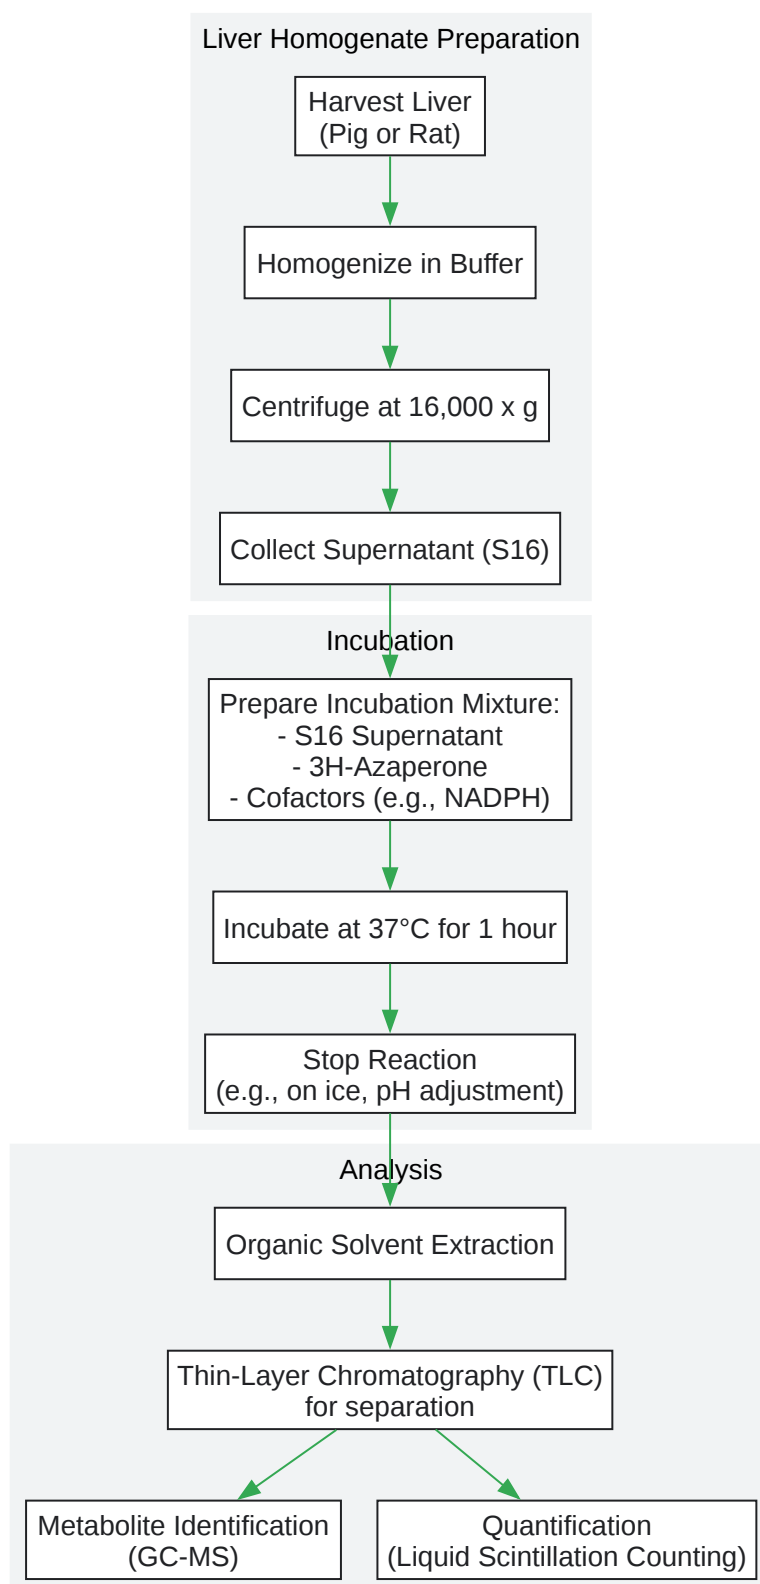 Liver Homogenate Preparation
Harvest Liver
(Pig or Rat)
Homogenize in Buffer
Centrifuge at 16,000 x g
Collect Supernatant (S16)
Incubation
Prepare Incubation Mixture:
- S16 Supernatant
- 3H-Azaperone
- Cofactors (e.g., NADPH)
Incubate at 37°C for 1 hour
Stop Reaction
(e.g., on ice, pH adjustment)
Analysis
Organic Solvent Extraction
Thin-Layer Chromatography (TLC)
for separation
Metabolite Identification
(GC-MS)
Quantification
(Liquid Scintillation Counting)